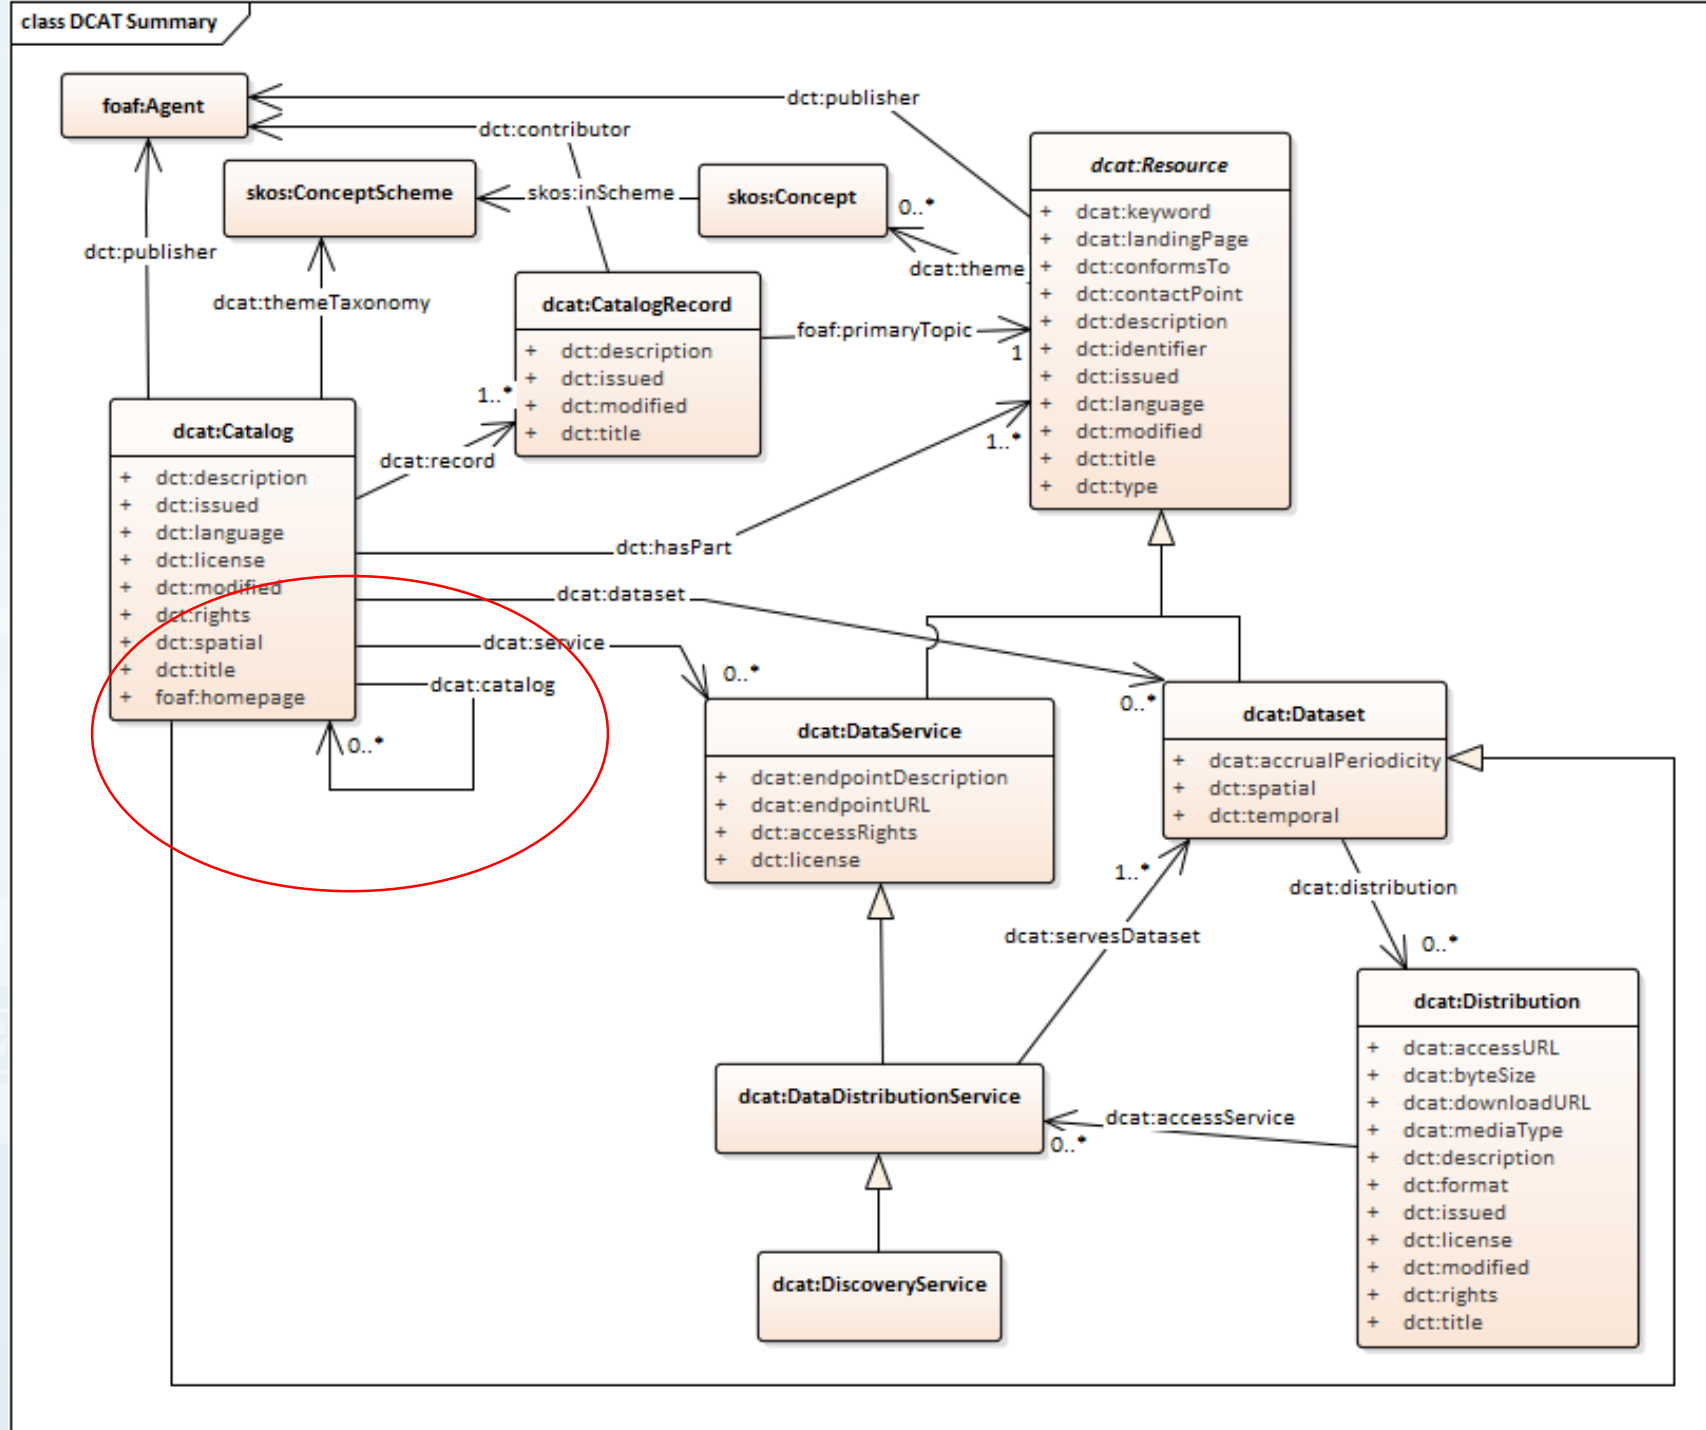 class DCAT Summary
foaf:Agent
dct:publisher
dct:contributor
skos:ConceptScheme
skos:inScheme
skos:Concept
0..*
dcat:theme
dct:publisher
dcat:themeTaxonomy
dcat:Resource
+ dcat:keyword
+ dcat:landingPage
+ dct:conformsTo
+ dct:contactPoint
+ dct:description
+ dct:identifier
+ dct:issued
+ dct:language
+ dct:modified
+ dct:title
+ dct:type
dcat:CatalogRecord
+ dct:description
+ dct:issued
+ dct:modified
+ dct:title
foaf:primaryTopic
1
1..*
dcat:record
1..*
dcat:Catalog
+ dct:description
+ dct:issued
+ dct:language
+ dct:license
+ dct:modified
+ dct:rights
+ dct:spatial
+ dct:title
+ foaf:homepage
dct:hasPart
dcat:dataset
dcat:service
dcat:catalog
0..*
0..*
0..*
dcat:DataService
+ dcat:endpointDescription
+ dcat:endpointURL
+ dct:accessRights
+ dct:license
dcat:Dataset
+ dcat:accrualPeriodicity
+ dct:spatial
+ dct:temporal
1..*
dcat:servesDataset
dcat:distribution
0..*
dcat:Distribution
+ dcat:accessURL
+ dcat:byteSize
+ dcat:downloadURL
+ dcat:mediaType
+ dct:description
+ dct:format
+ dct:issued
+ dct:license
+ dct:modified
+ dct:rights
+ dct:title
dcat:DataDistributionService
dcat:accessService
0..*
dcat:DiscoveryService